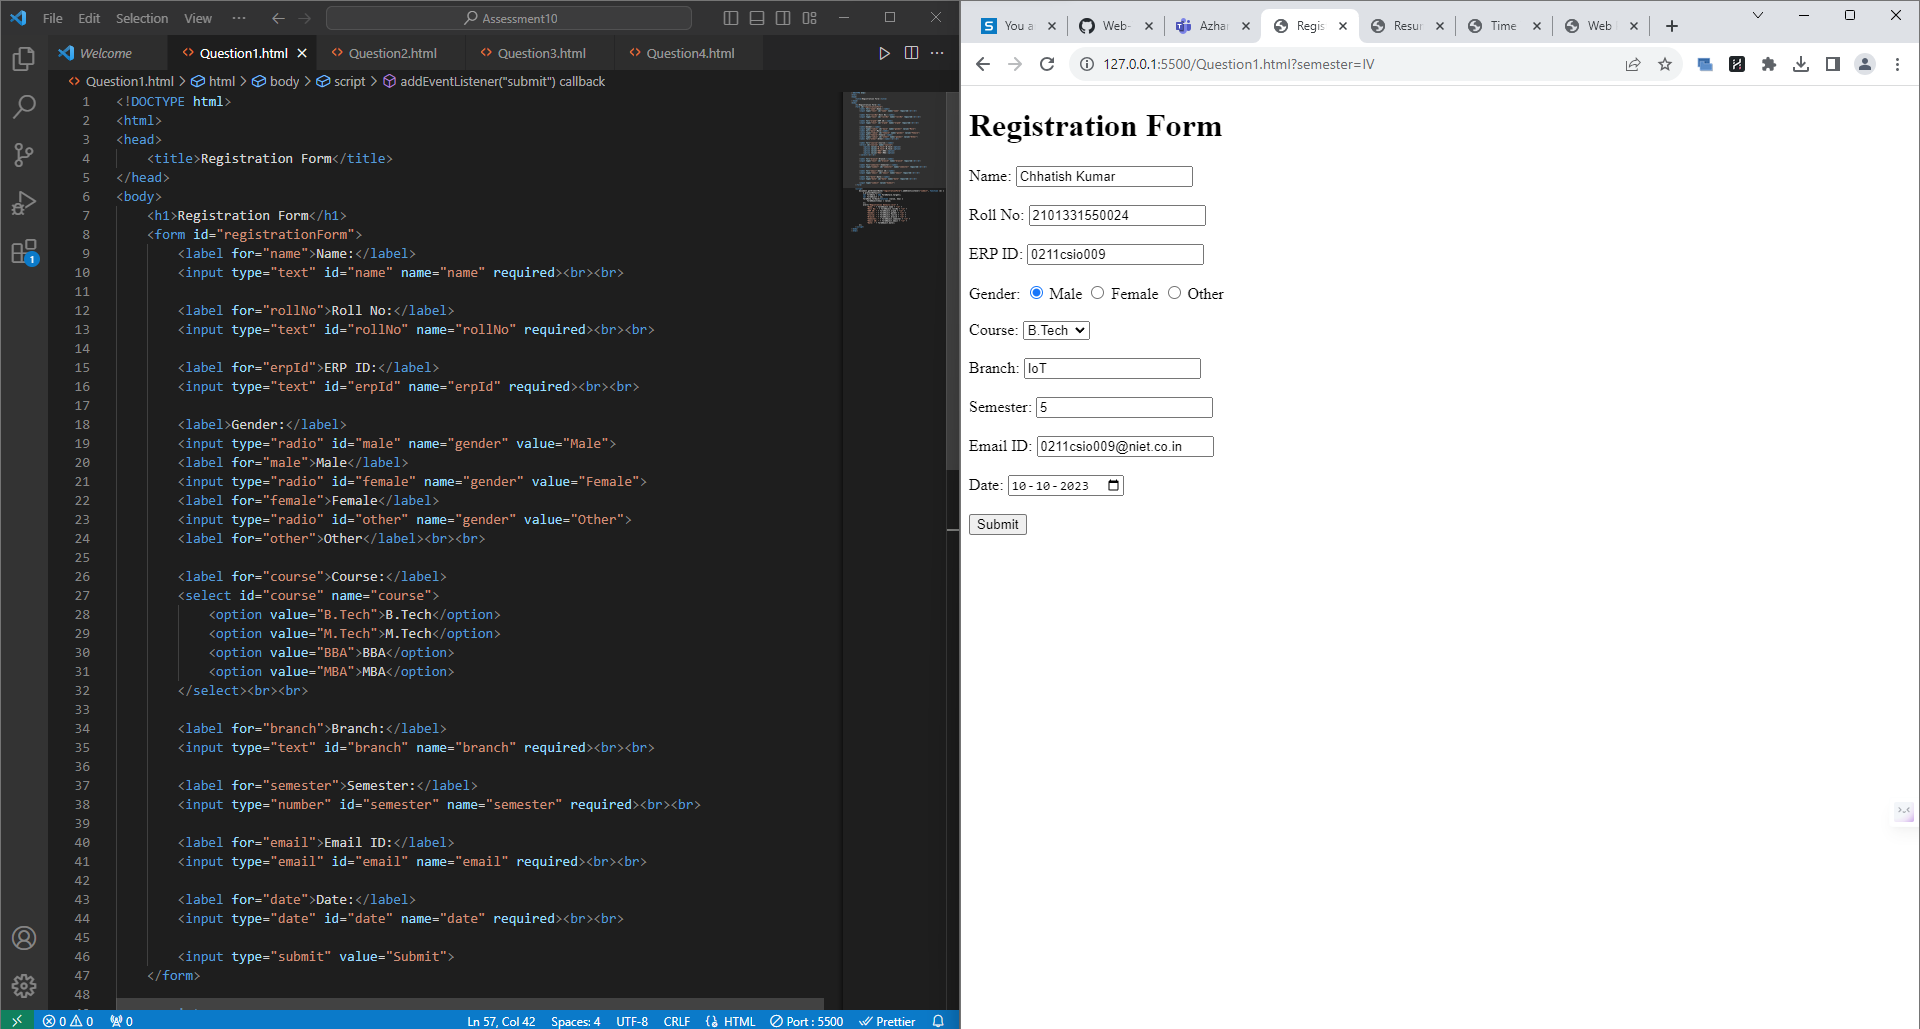 File Edit Selection View ··· Assessment10
Welcome Question1.html Question2.html Question3.html Question4.html
Question1.html > html > body > script > addEventListener("submit") callback
1 <!DOCTYPE html>
2 <html>
3 <head>
4 <title>Registration Form</title>
5 </head>
6 <body>
7 <h1>Registration Form</h1>
8 <form id="registrationForm">
9 <label for="name">Name:</label>
10 <input type="text" id="name" name="name" required><br><br>
11
12 <label for="rollNo">Roll No:</label>
13 <input type="text" id="rollNo" name="rollNo" required><br><br>
14
15 <label for="erpId">ERP ID:</label>
16 <input type="text" id="erpId" name="erpId" required><br><br>
17
18 <label>Gender:</label>
19 <input type="radio" id="male" name="gender" value="Male">
20 <label for="male">Male</label>
21 <input type="radio" id="female" name="gender" value="Female">
22 <label for="female">Female</label>
23 <input type="radio" id="other" name="gender" value="Other">
24 <label for="other">Other</label><br><br>
25
26 <label for="course">Course:</label>
27 <select id="course" name="course">
28 <option value="B.Tech">B.Tech</option>
29 <option value="M.Tech">M.Tech</option>
30 <option value="BBA">BBA</option>
31 <option value="MBA">MBA</option>
32 </select><br><br>
33
34 <label for="branch">Branch:</label>
35 <input type="text" id="branch" name="branch" required><br><br>
36
37 <label for="semester">Semester:</label>
38 <input type="number" id="semester" name="semester" required><br><br>
39
40 <label for="email">Email ID:</label>
41 <input type="email" id="email" name="email" required><br><br>
42
43 <label for="date">Date:</label>
44 <input type="date" id="date" name="date" required><br><br>
45
46 <input type="submit" value="Submit">
47 </form>
48
1
0 0 0 Ln 57, Col 42 Spaces: 4 UTF-8 CRLF HTML Port : 5500 Prettier
You a Web- Azhar Regis Resur Time Web
127.0.0.1:5500/Question1.html?semester=IV
Registration Form
Name: Chhatish Kumar
Roll No: 2101331550024
ERP ID: 0211csio009
Gender: Male Female Other
Course: B.Tech
Branch: IoT
Semester: 5
Email ID: 0211csio009@niet.co.in
Date: 10-10-2023
Submit